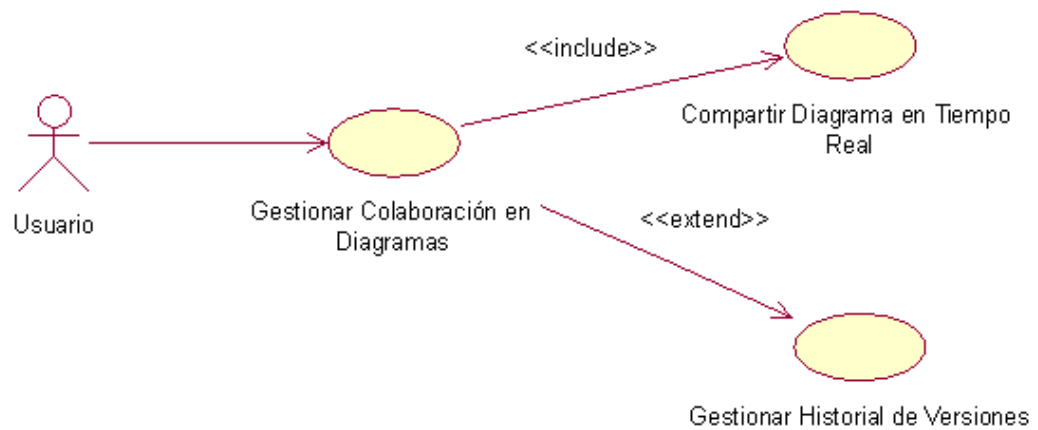 <<include>>
Compartir Diagrama en Tiempo
Real
Usuario
Gestionar Colaboración en
Diagramas
<<extend>>
Gestionar Historial de Versiones